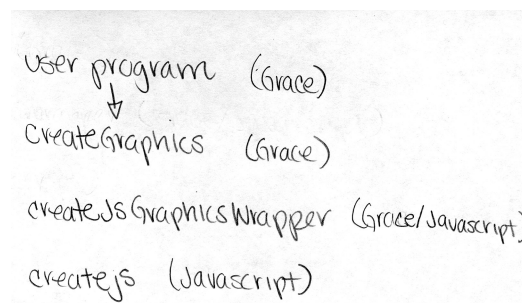 user program (Grace)
↓
createGraphics (Grace)
createJsGraphicsWrapper (Grace/Javascript)
createjs (Javascript)